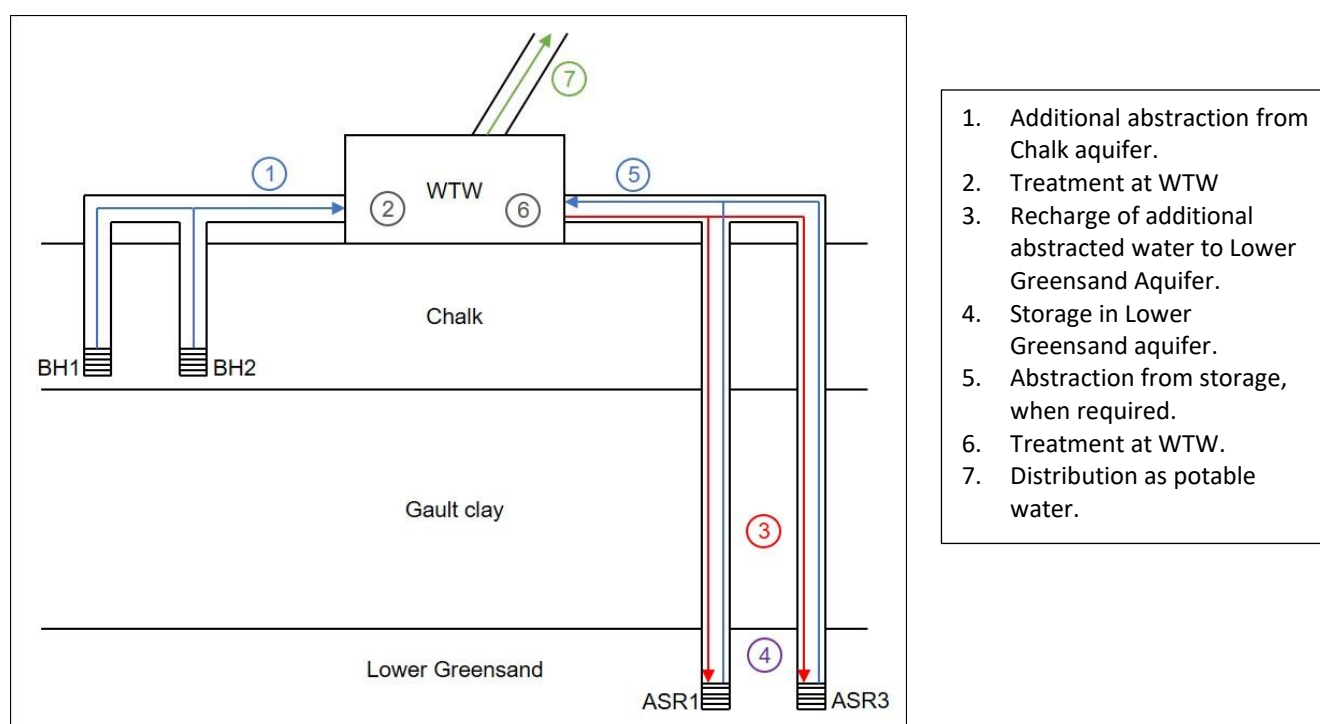 7
1
5
WTW
2
6
Chalk
BH1
BH2
Gault clay
3
Lower Greensand
4
ASR1
ASR3
1. Additional abstraction from
Chalk aquifer.
2. Treatment at WTW
3. Recharge of additional
abstracted water to Lower
Greensand Aquifer.
4. Storage in Lower
Greensand aquifer.
5. Abstraction from storage,
when required.
6. Treatment at WTW.
7. Distribution as potable
water.